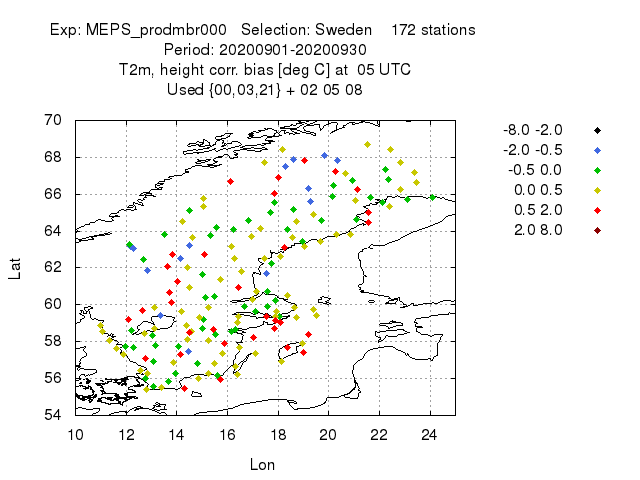 Exp: MEPS_prodmbr000 Selection: Sweden 172 stations
Period: 20200901-20200930
T2m, height corr. bias [deg C] at 05 UTC
Used {00,03,21} + 02 05 08
70
68
66
64
62
60
58
56
54
Lat
10 12 14 16 18 20 22 24
Lon
-8.0 -2.0
-2.0 -0.5
-0.5 0.0
0.0 0.5
0.5 2.0
2.0 8.0